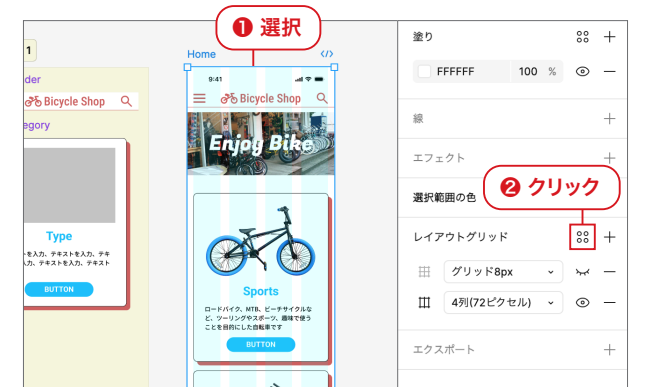 ❶ 選択
1
der
Bicycle Shop
egory
Type
トを入力、テキストを入力、テキ
入力、テキストを入力、テキスト
BUTTON
Home
</>
9:41
Bicycle Shop
Enjoy Bike
Sports
ロードバイク、MTB、ビーチサイクルな
ど、ツーリングやスポーツ、趣味で使う
ことを目的にした自転車です
BUTTON
塗り
FFFFFF 100 %
線
エフェクト
❷ クリック
選択範囲の色
レイアウトグリッド
グリッド8px
4列(72ピクセル)
エクスポート